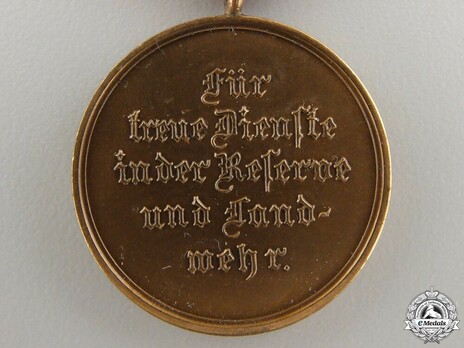 Für
treue Dienſte
in der Reſerve
und Land-
wehr.
eMedals